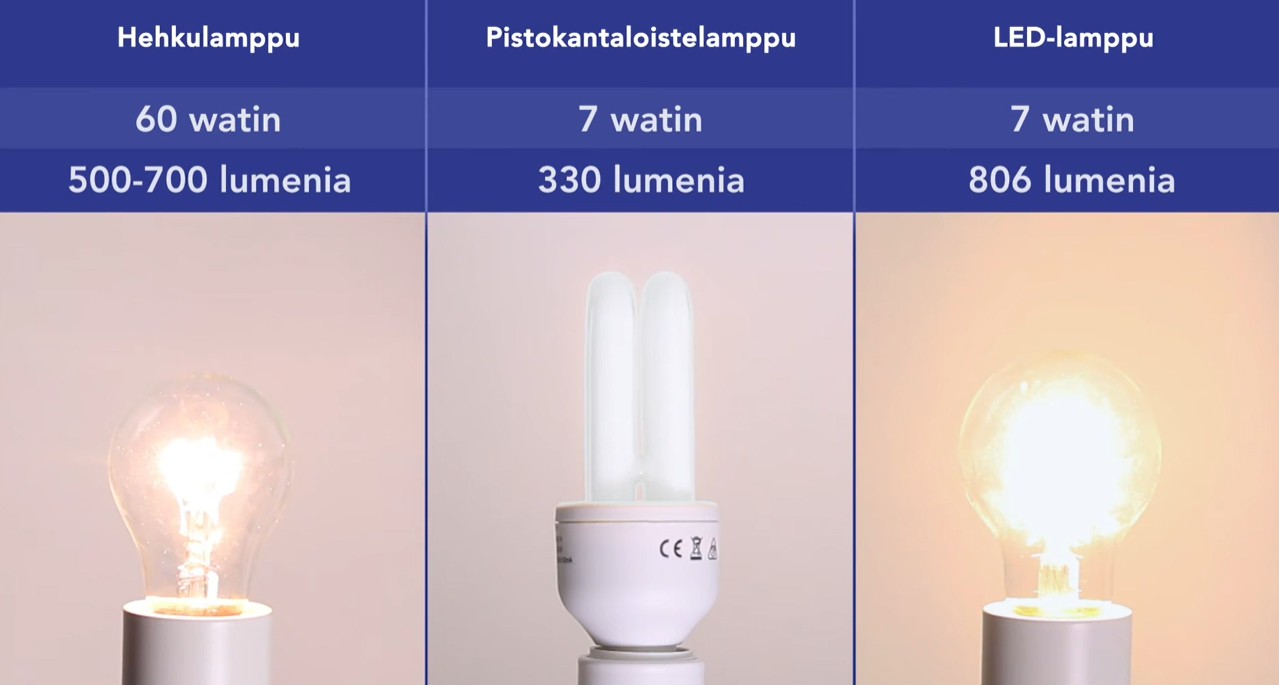 Hehkulamppu
Pistokantaloistelamppu
LED-lamppu
60 watin
7 watin
7 watin
500-700 lumenia
330 lumenia
806 lumenia
CE